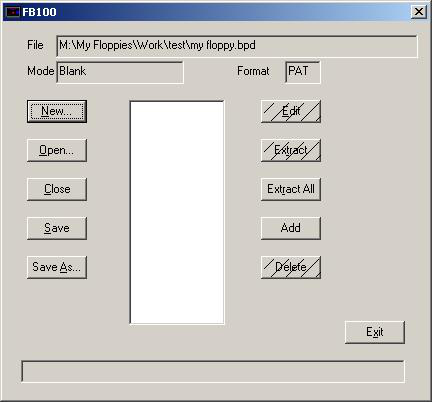 FB100
File M:\My Floppies\Work\test\my floppy.bpd
Mode Blank Format PAT
New... Edit
Open... Extract
Close Extract All
Save Add
Save As... Delete
Exit